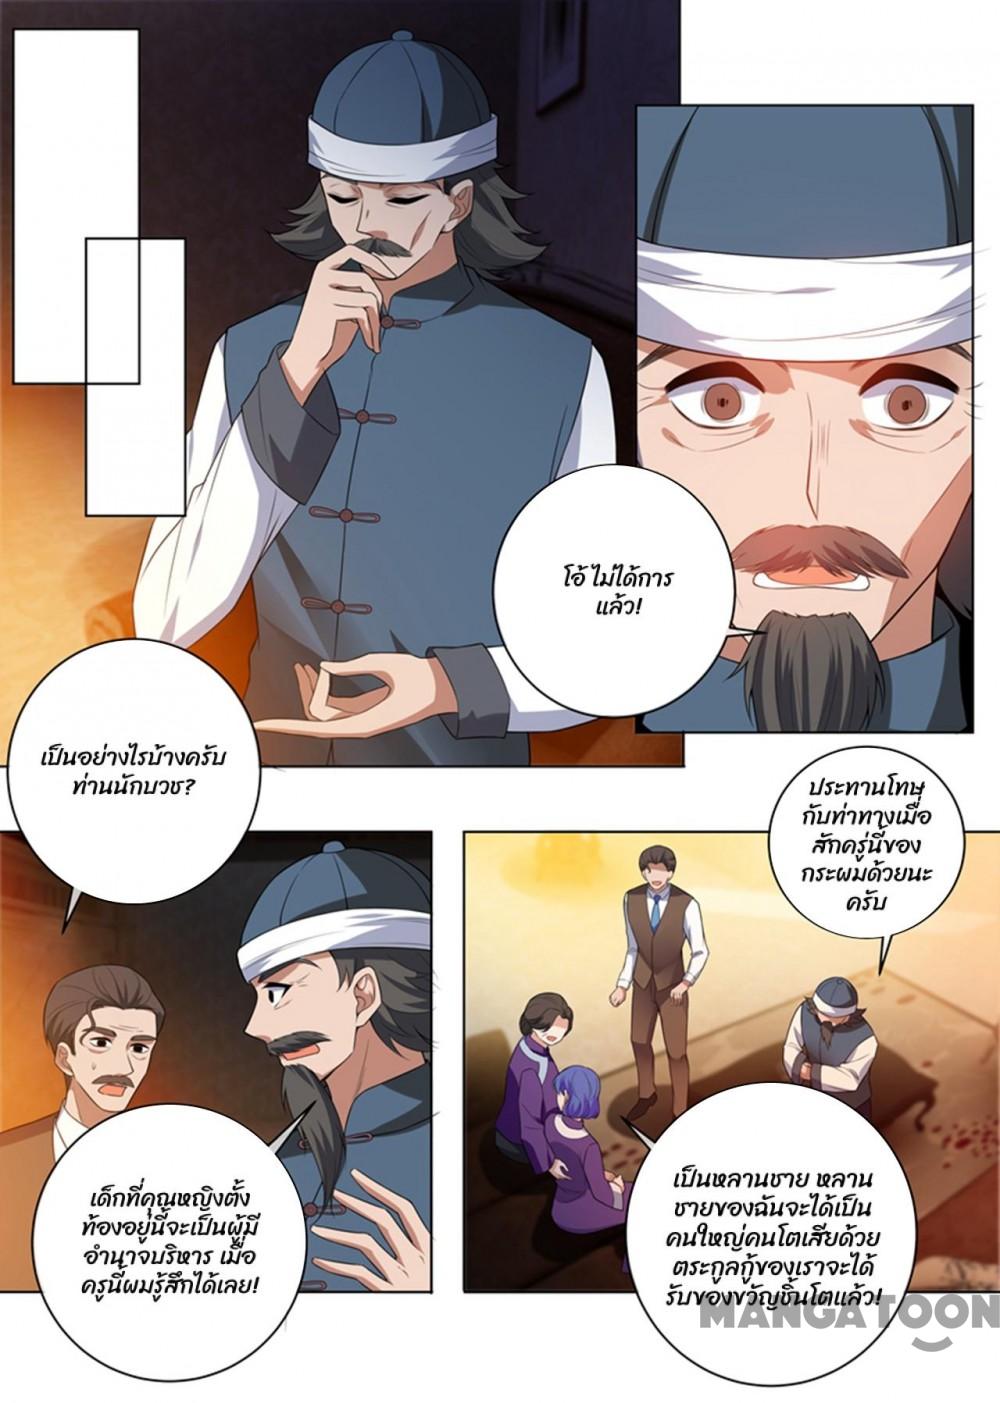 โอ้ ไม่ได้การ
แล้ว!
เป็นอย่างไรบ้างครับ
ท่านนักบวช?
เด็กที่คุณหญิงตั้ง
ท้องอยู่นี้จะเป็นผู้มี
อำนาจบริหาร เมื่อ
ครู่นี้ผมรู้สึกได้เลย!
ประทานโทษ
กับท่าทางเมื่อ
สักครู่นี้ของ
กระผมด้วยนะ
ครับ
เป็นหลานชาย หลาน
ชายของฉันจะได้เป็น
คนใหญ่คนโตเสียด้วย
ตระกูลกู้ของเราจะได้
รับของขวัญชิ้นโตแล้ว!
MANGATOON